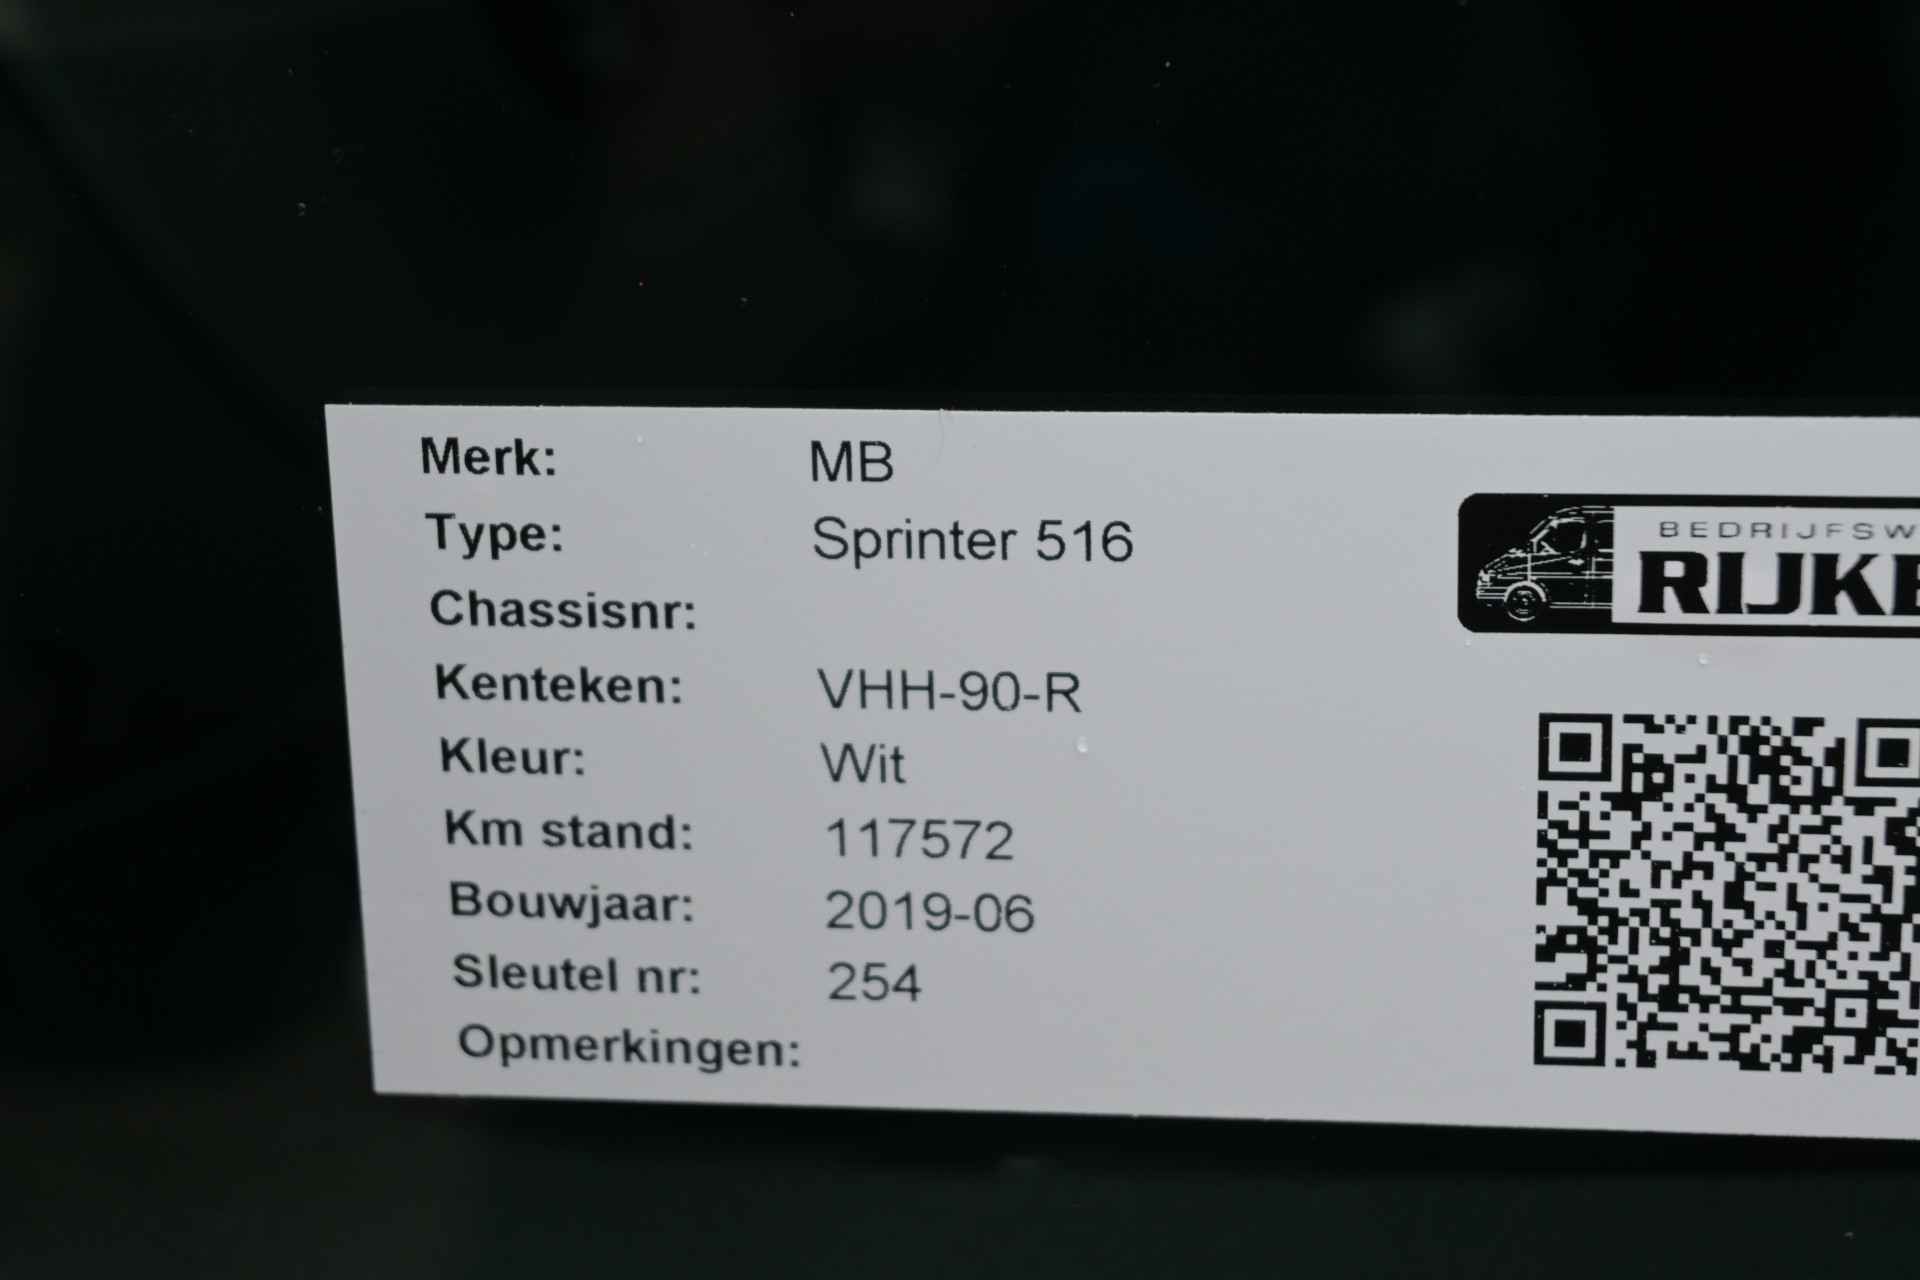 Merk: MB
Type: Sprinter 516
Chassisnr:
Kenteken: VHH-90-R
Kleur: Wit
Km stand: 117572
Bouwjaar: 2019-06
Sleutel nr: 254
Opmerkingen:
BEDRIJFSW
RIJKE